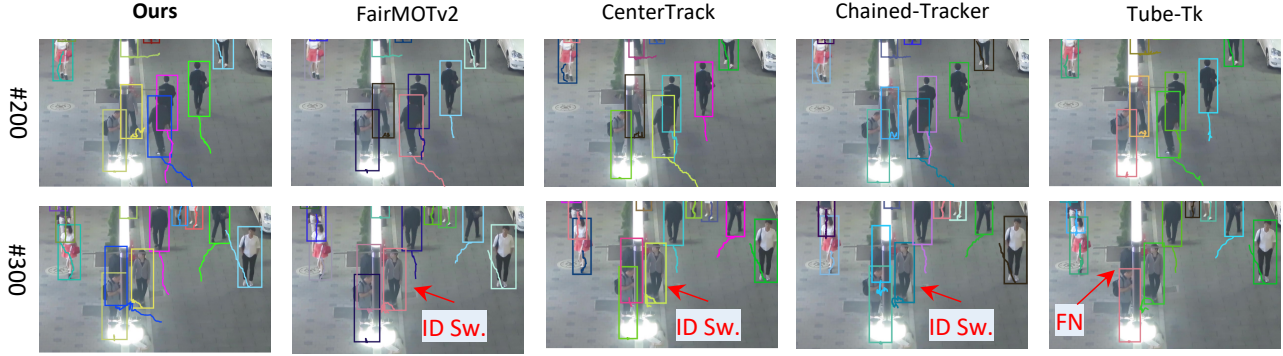 Ours FairMOTv2 CenterTrack Chained-Tracker Tube-Tk
#200
#300
ID Sw. ID Sw. ID Sw. FN